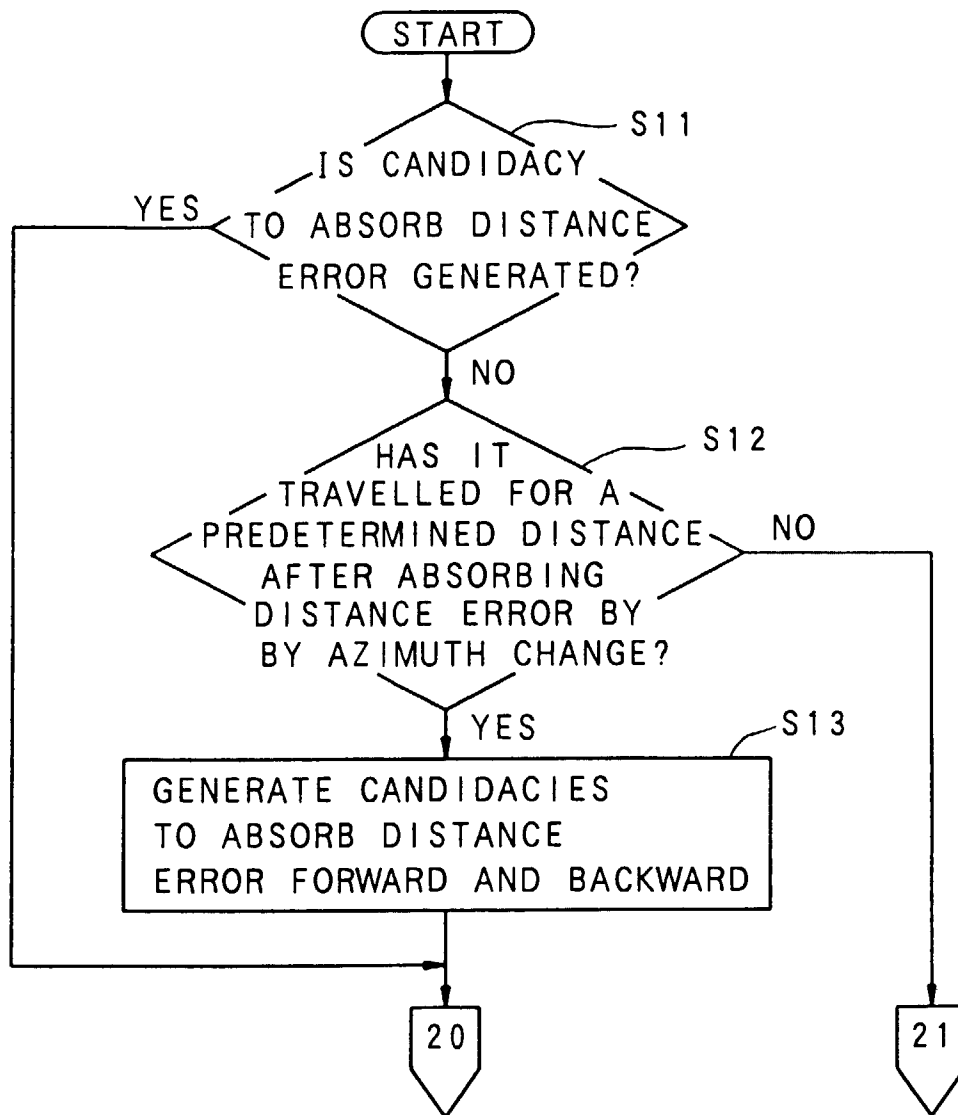 START
S11
IS CANDIDACY
YES
TO ABSORB DISTANCE
ERROR GENERATED?
NO
S12
HAS IT
TRAVELLED FOR A
PREDETERMINED DISTANCE
NO
AFTER ABSORBING
DISTANCE ERROR BY
BY AZIMUTH CHANGE?
YES
S13
GENERATE CANDIDACIES
TO ABSORB DISTANCE
ERROR FORWARD AND BACKWARD
20
21